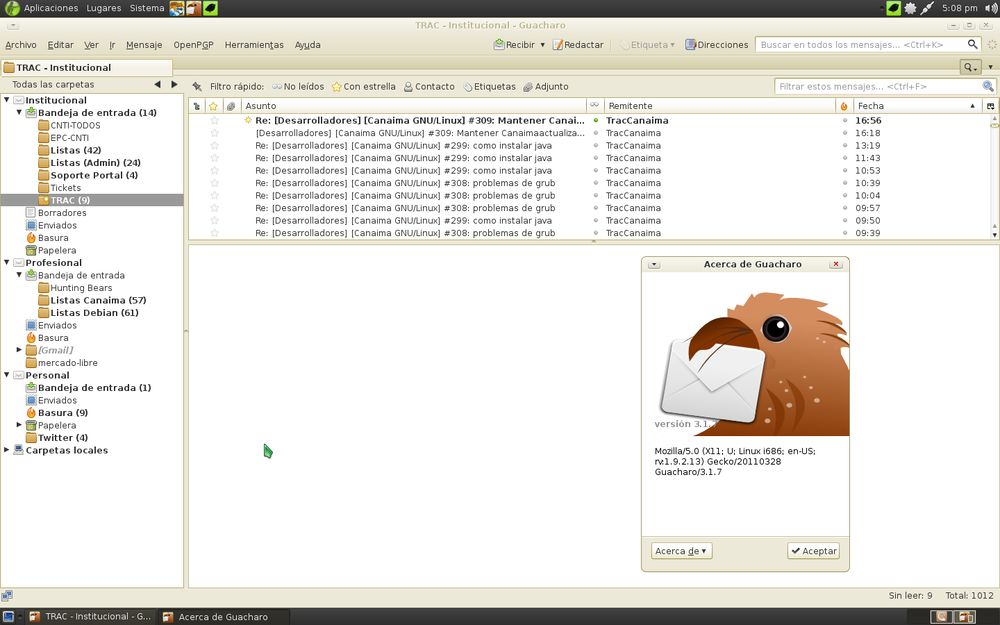 Aplicaciones Lugares Sistema 5:08 pm
TRAC - Institucional - Guacharo
Archivo Editar Ver Ir Mensaje OpenPGP Herramientas Ayuda Recibir Redactar Etiqueta Direcciones Buscar en todos los mensajes... <Ctrl+K>
TRAC - Institucional
Todas las carpetas
Filtro rápido: No leídos Con estrella Contacto Etiquetas Adjunto Filtrar estos mensajes... <Ctrl+F>
Institucional
Bandeja de entrada (14)
CNTI-TODOS
EPC-CNTI
Listas (42)
Listas (Admin) (24)
Soporte Portal (4)
Tickets
TRAC (9)
Borradores
Enviados
Basura
Papelera
Profesional
Bandeja de entrada
Hunting Bears
Listas Canaima (57)
Listas Debian (61)
Enviados
Basura
[Gmail]
mercado-libre
Personal
Bandeja de entrada (1)
Enviados
Basura (9)
Papelera
Twitter (4)
Carpetas locales
Asunto Remitente Fecha
Re: [Desarrolladores] [Canaima GNU/Linux] #309: Mantener Canai... TracCanaima 16:56
[Desarrolladores] [Canaima GNU/Linux] #309: Mantener Canaimaactualiza... TracCanaima 16:18
Re: [Desarrolladores] [Canaima GNU/Linux] #299: como instalar java TracCanaima 13:19
Re: [Desarrolladores] [Canaima GNU/Linux] #299: como instalar java TracCanaima 11:43
Re: [Desarrolladores] [Canaima GNU/Linux] #299: como instalar java TracCanaima 10:53
Re: [Desarrolladores] [Canaima GNU/Linux] #308: problemas de grub TracCanaima 10:39
Re: [Desarrolladores] [Canaima GNU/Linux] #308: problemas de grub TracCanaima 10:04
Re: [Desarrolladores] [Canaima GNU/Linux] #308: problemas de grub TracCanaima 09:57
Re: [Desarrolladores] [Canaima GNU/Linux] #299: como instalar java TracCanaima 09:50
Re: [Desarrolladores] [Canaima GNU/Linux] #308: problemas de grub TracCanaima 09:39
Acerca de Guacharo
versión 3.1.
Mozilla/5.0 (X11; U; Linux i686; en-US;
rv:1.9.2.13) Gecko/20110328
Guacharo/3.1.7
Acerca de Aceptar
Sin leer: 9 Total: 1012
TRAC - Institucional - G... Acerca de Guacharo